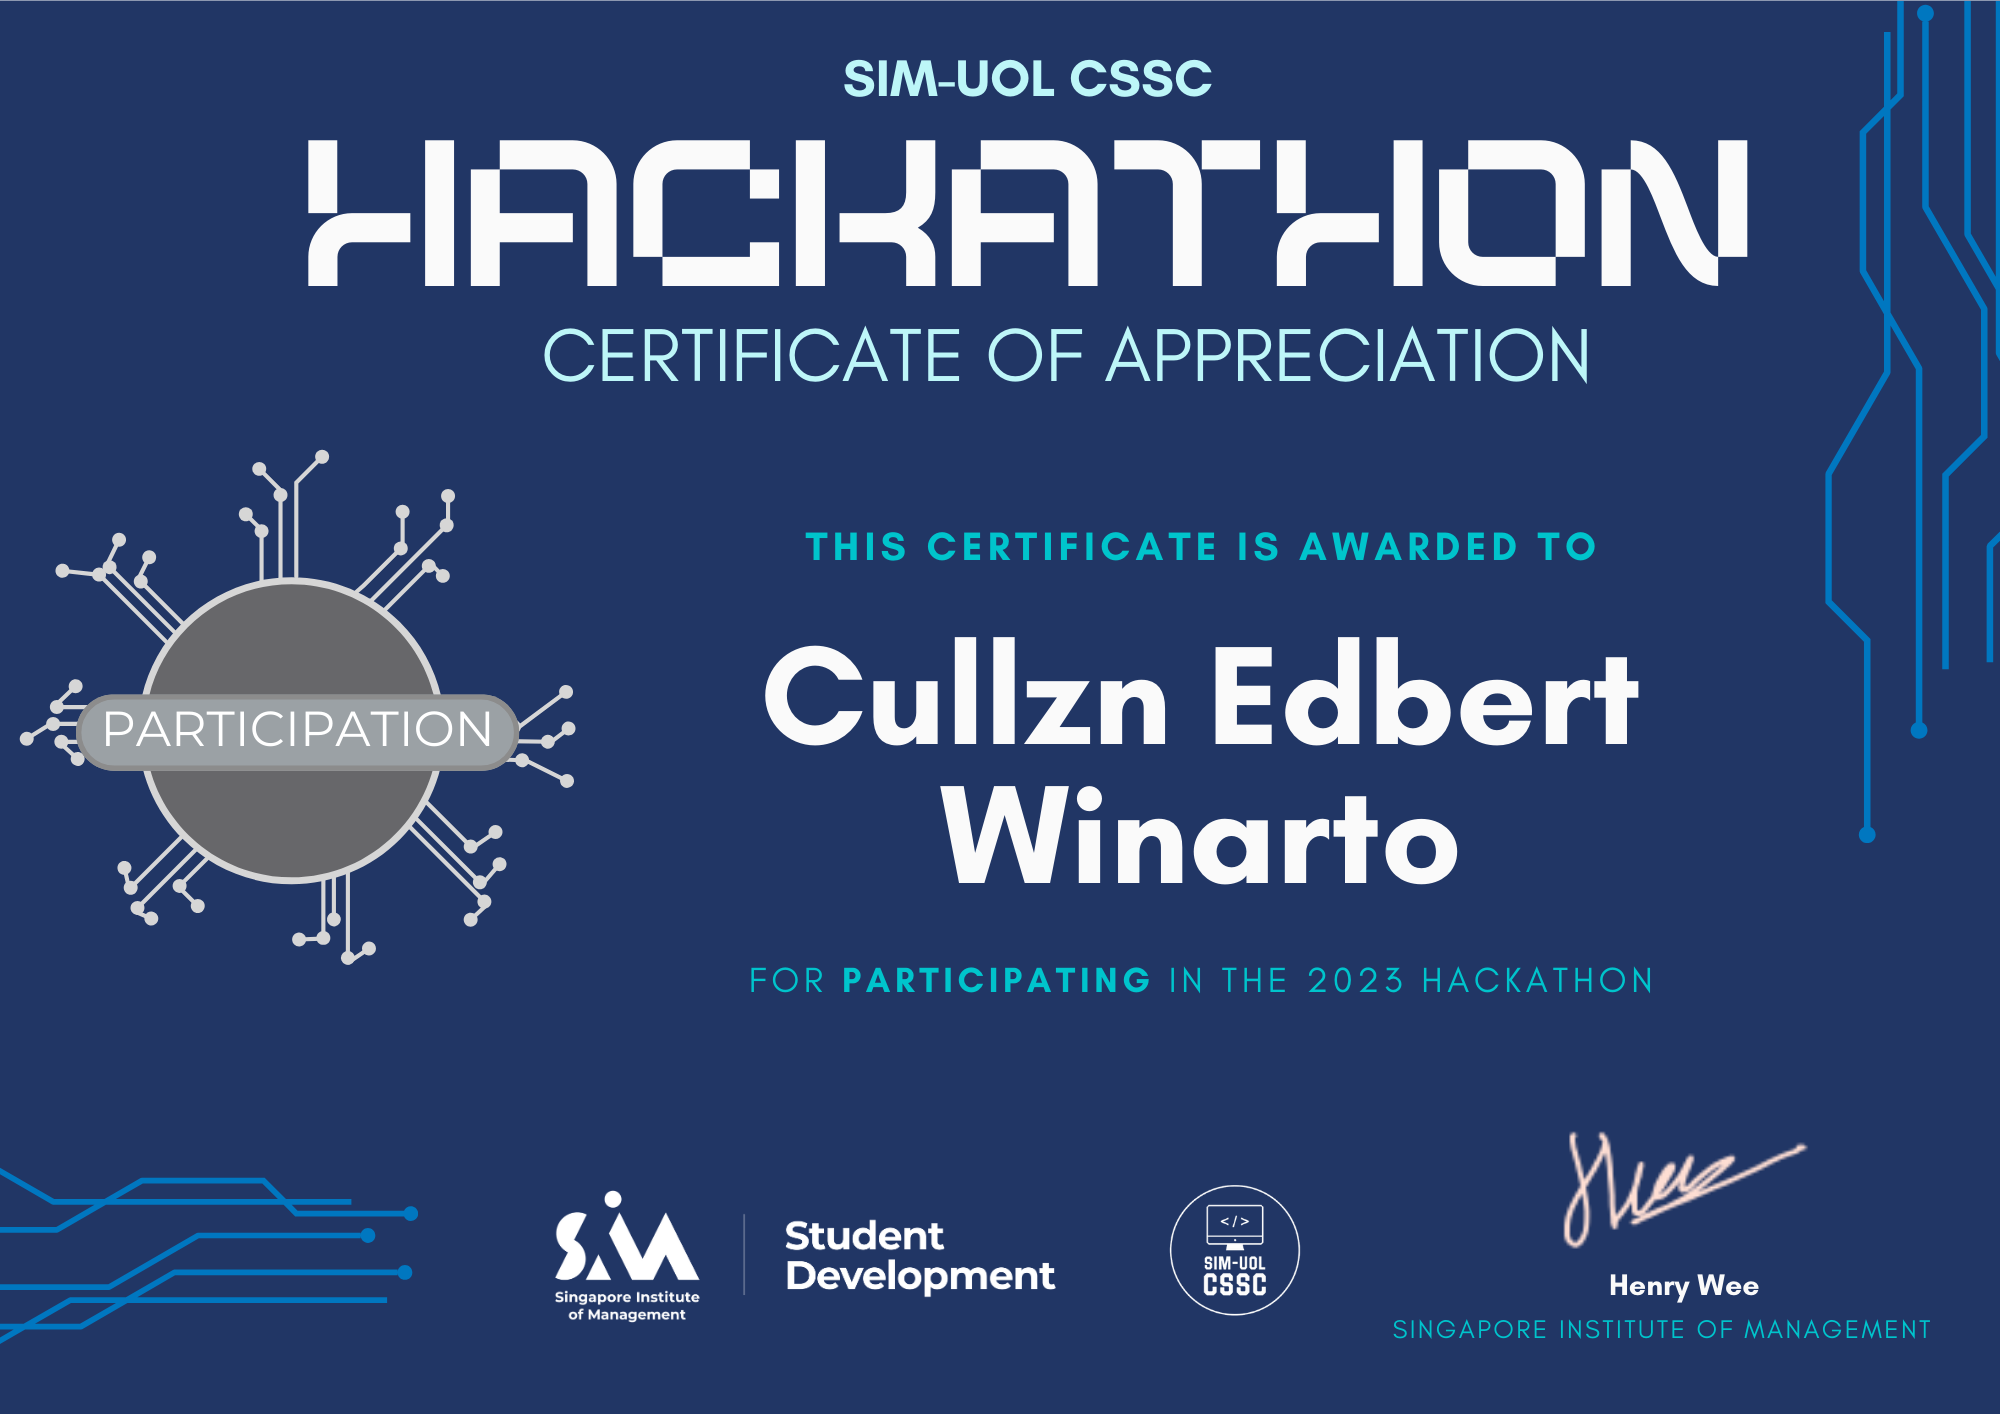 SIM-UOL CSSC
HACKATHON
CERTIFICATE OF APPRECIATION
THIS CERTIFICATE IS AWARDED TO
PARTICIPATION
Cullzn Edbert
Winarto
FOR PARTICIPATING IN THE 2023 HACKATHON
SiM
Singapore Institute
of Management
Student
Development
</>
SIM-UOL
CSSC
Henry Wee
SINGAPORE INSTITUTE OF MANAGEMENT